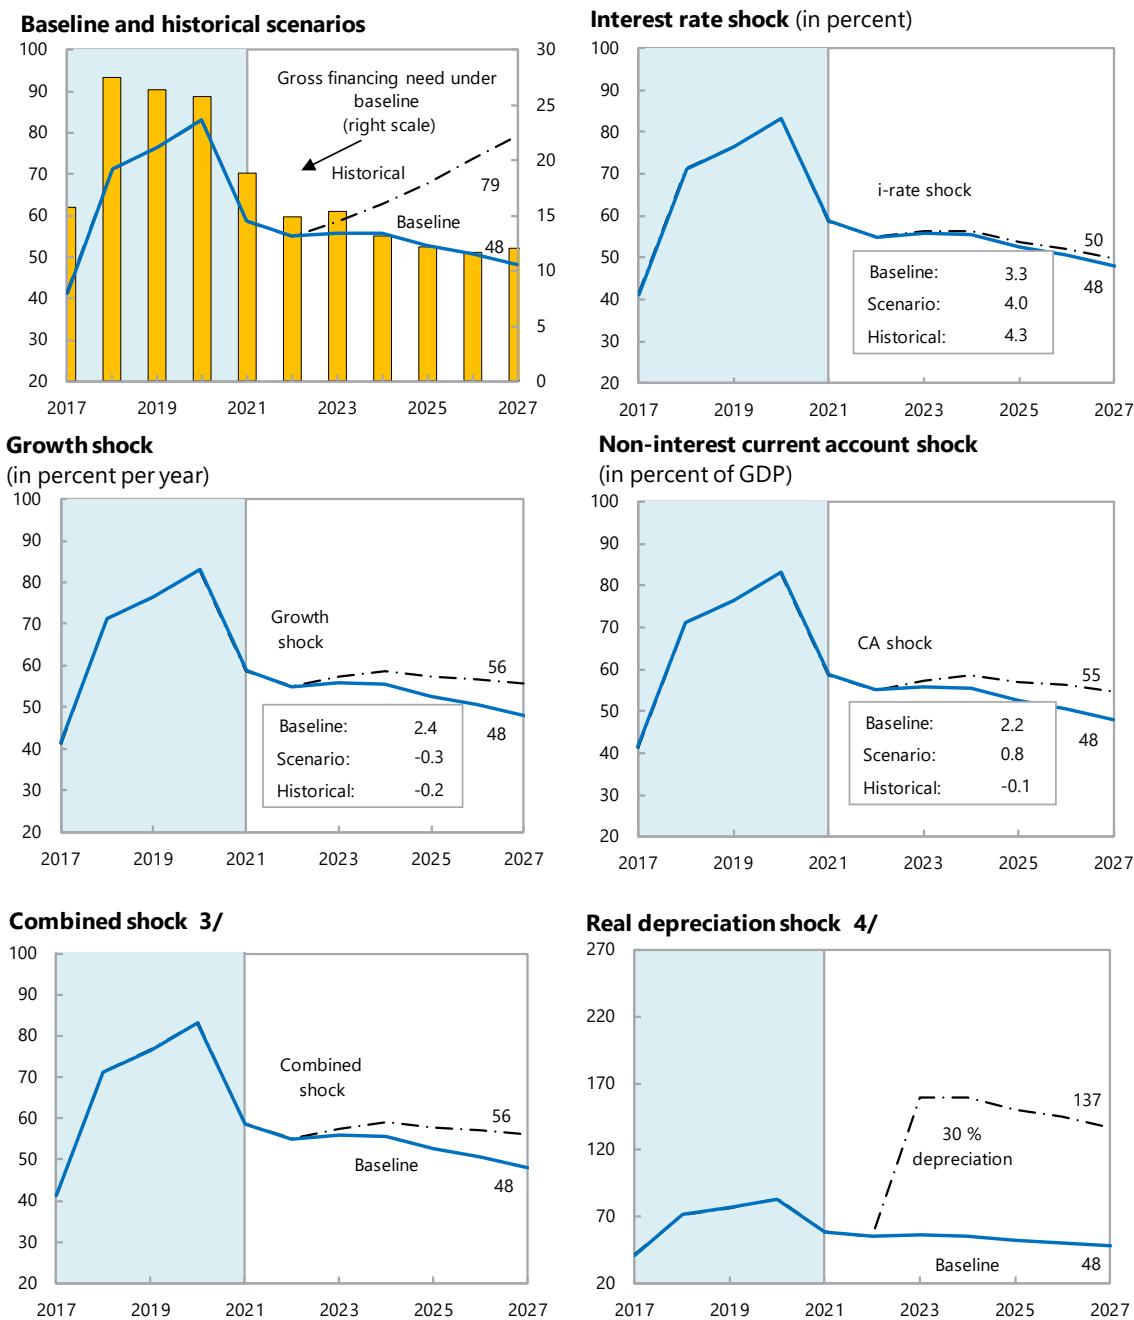 Baseline and historical scenarios
100
90
80
70
60
50
40
30
20
30
25
20
15
10
5
0
Gross financing need under
baseline
(right scale)
Historical
79
Baseline
48
2017 2019 2021 2023 2025 2027
Interest rate shock (in percent)
100
90
80
70
60
50
40
30
20
i-rate shock
50
48
Baseline: 3.3
Scenario: 4.0
Historical: 4.3
2017 2019 2021 2023 2025 2027
Growth shock
(in percent per year)
100
90
80
70
60
50
40
30
20
Growth
shock
56
48
Baseline: 2.4
Scenario: -0.3
Historical: -0.2
2017 2019 2021 2023 2025 2027
Non-interest current account shock
(in percent of GDP)
100
90
80
70
60
50
40
30
20
CA shock
55
48
Baseline: 2.2
Scenario: 0.8
Historical: -0.1
2017 2019 2021 2023 2025 2027
Combined shock 3/
100
90
80
70
60
50
40
30
20
Combined
shock
56
Baseline
48
2017 2019 2021 2023 2025 2027
Real depreciation shock 4/
270
220
170
120
70
20
137
30 %
depreciation
Baseline
48
2017 2019 2021 2023 2025 2027